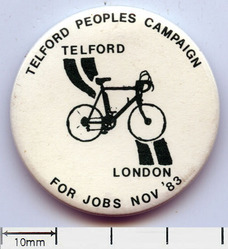 TELFORD PEOPLES CAMPAIGN
TELFORD
LONDON
FOR JOBS NOV '83
10mm